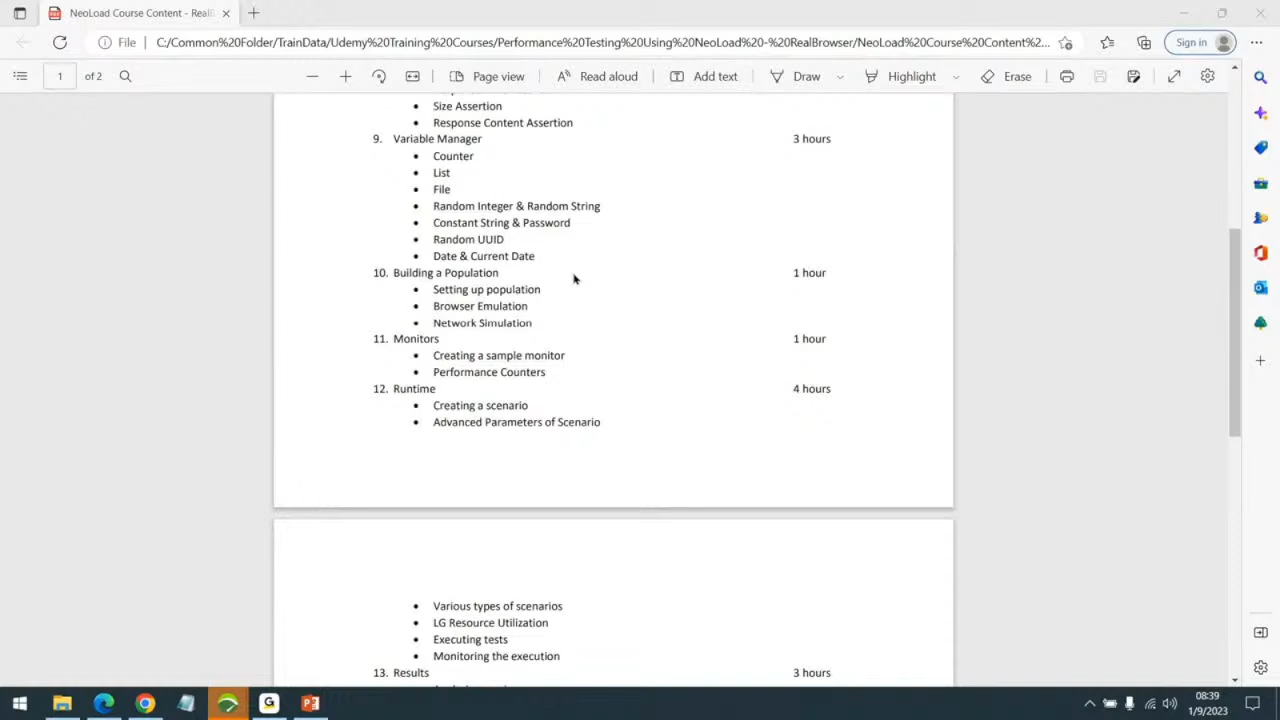 NeoLoad Course Content - RealB
File
C:/Common%20Folder/TrainData/Udemy%20Training%20Courses/Performance%20Testing%20Using%20NeoLoad%20-%20RealBrowser/NeoLoad%20Course%20Content%2...
Sign in
1
of 2
Page view
Read aloud
Add text
Draw
Highlight
Erase
• Size Assertion
• Response Content Assertion
9. Variable Manager 3 hours
• Counter
• List
• File
• Random Integer & Random String
• Constant String & Password
• Random UUID
• Date & Current Date
10. Building a Population 1 hour
• Setting up population
• Browser Emulation
• Network Simulation
11. Monitors 1 hour
• Creating a sample monitor
• Performance Counters
12. Runtime 4 hours
• Creating a scenario
• Advanced Parameters of Scenario
• Various types of scenarios
• LG Resource Utilization
• Executing tests
• Monitoring the execution
13. Results 3 hours
08:39
1/9/2023